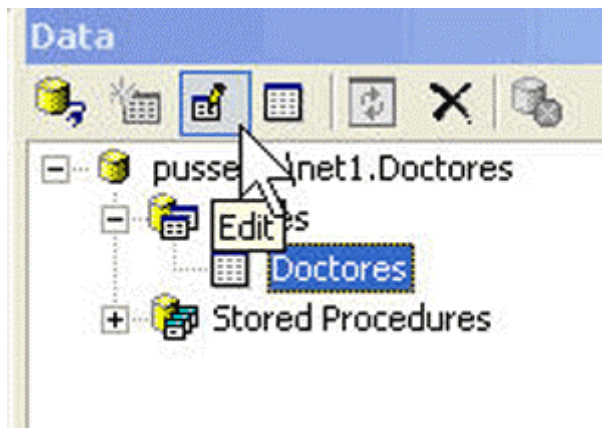 Data
pusse \net1.Doctores
Edit
Doctores
Stored Procedures